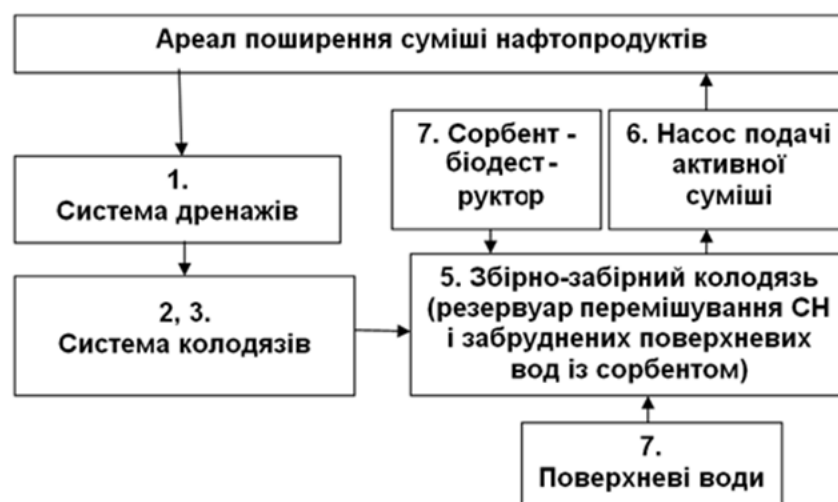 Ареал поширення суміші нафтопродуктів
7. Сорбент -
біодест-
руктор
6. Насос подачі
активної
суміші
1.
Система дренажів
2, 3.
Система колодязів
5. Збірно-забірний колодязь
(резервуар перемішування СН
і забруднених поверхневих
вод із сорбентом)
7.
Поверхневі води